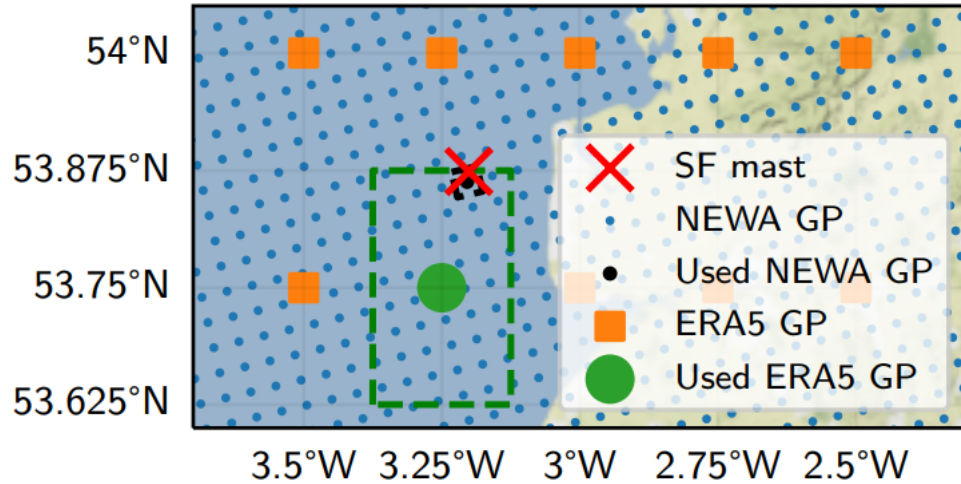 54°N
53.875°N
53.75°N
53.625°N
SF mast
NEWA GP
Used NEWA GP
ERA5 GP
Used ERA5 GP
3.5°W 3.25°W 3°W 2.75°W 2.5°W